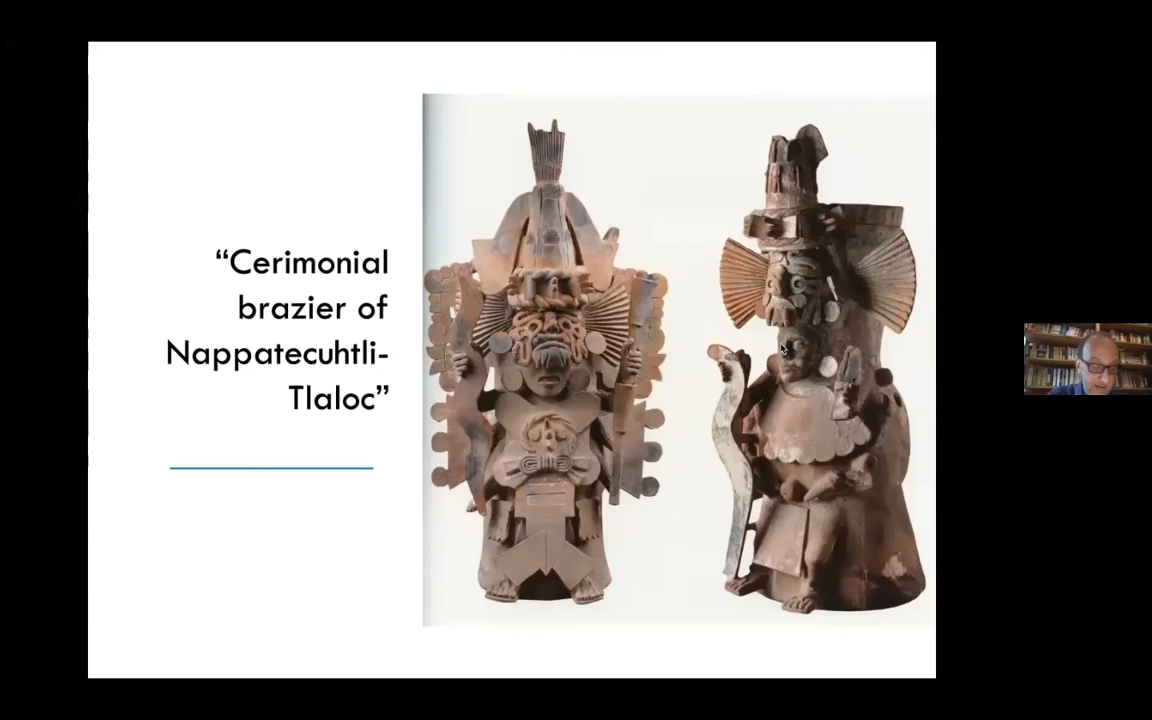 “Cerimonial
brazier of
Nappatecuhtli-
Tlaloc”